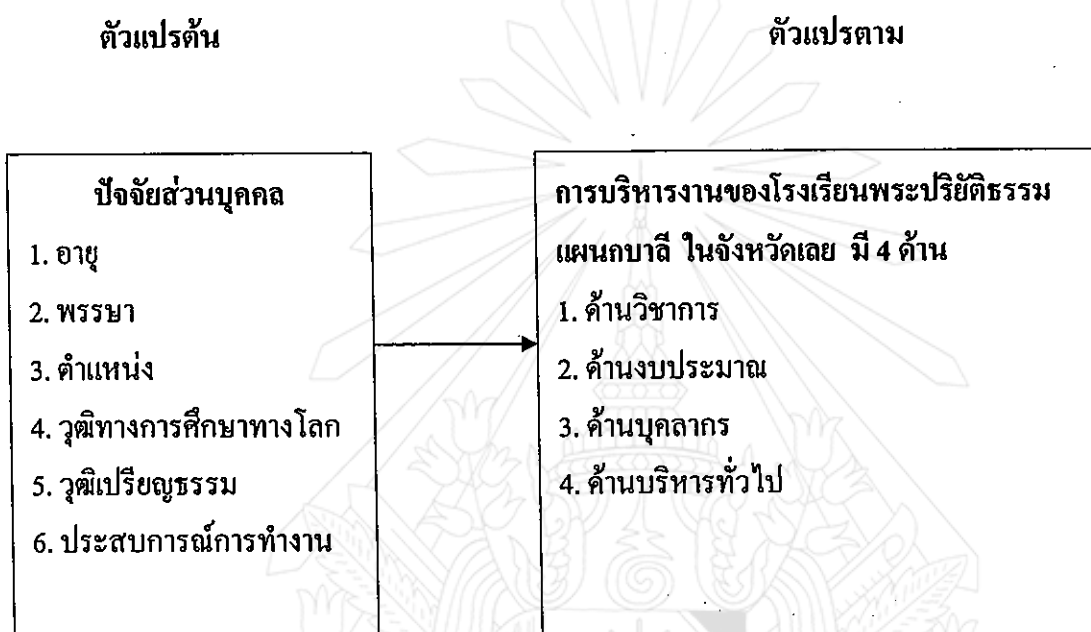 ตัวแปรต้น
ตัวแปรตาม
ปัจจัยส่วนบุคคล
1. อายุ
2. พรรษา
3. ตำแหน่ง
4. วุฒิทางการศึกษาทางโลก
5. วุฒิเปรียญธรรม
6. ประสบการณ์การทำงาน
การบริหารงานของโรงเรียนพระปริยัติธรรม
แผนกบาลี ในจังหวัดเลย มี 4 ด้าน
1. ด้านวิชาการ
2. ด้านงบประมาณ
3. ด้านบุคลากร
4. ด้านบริหารทั่วไป